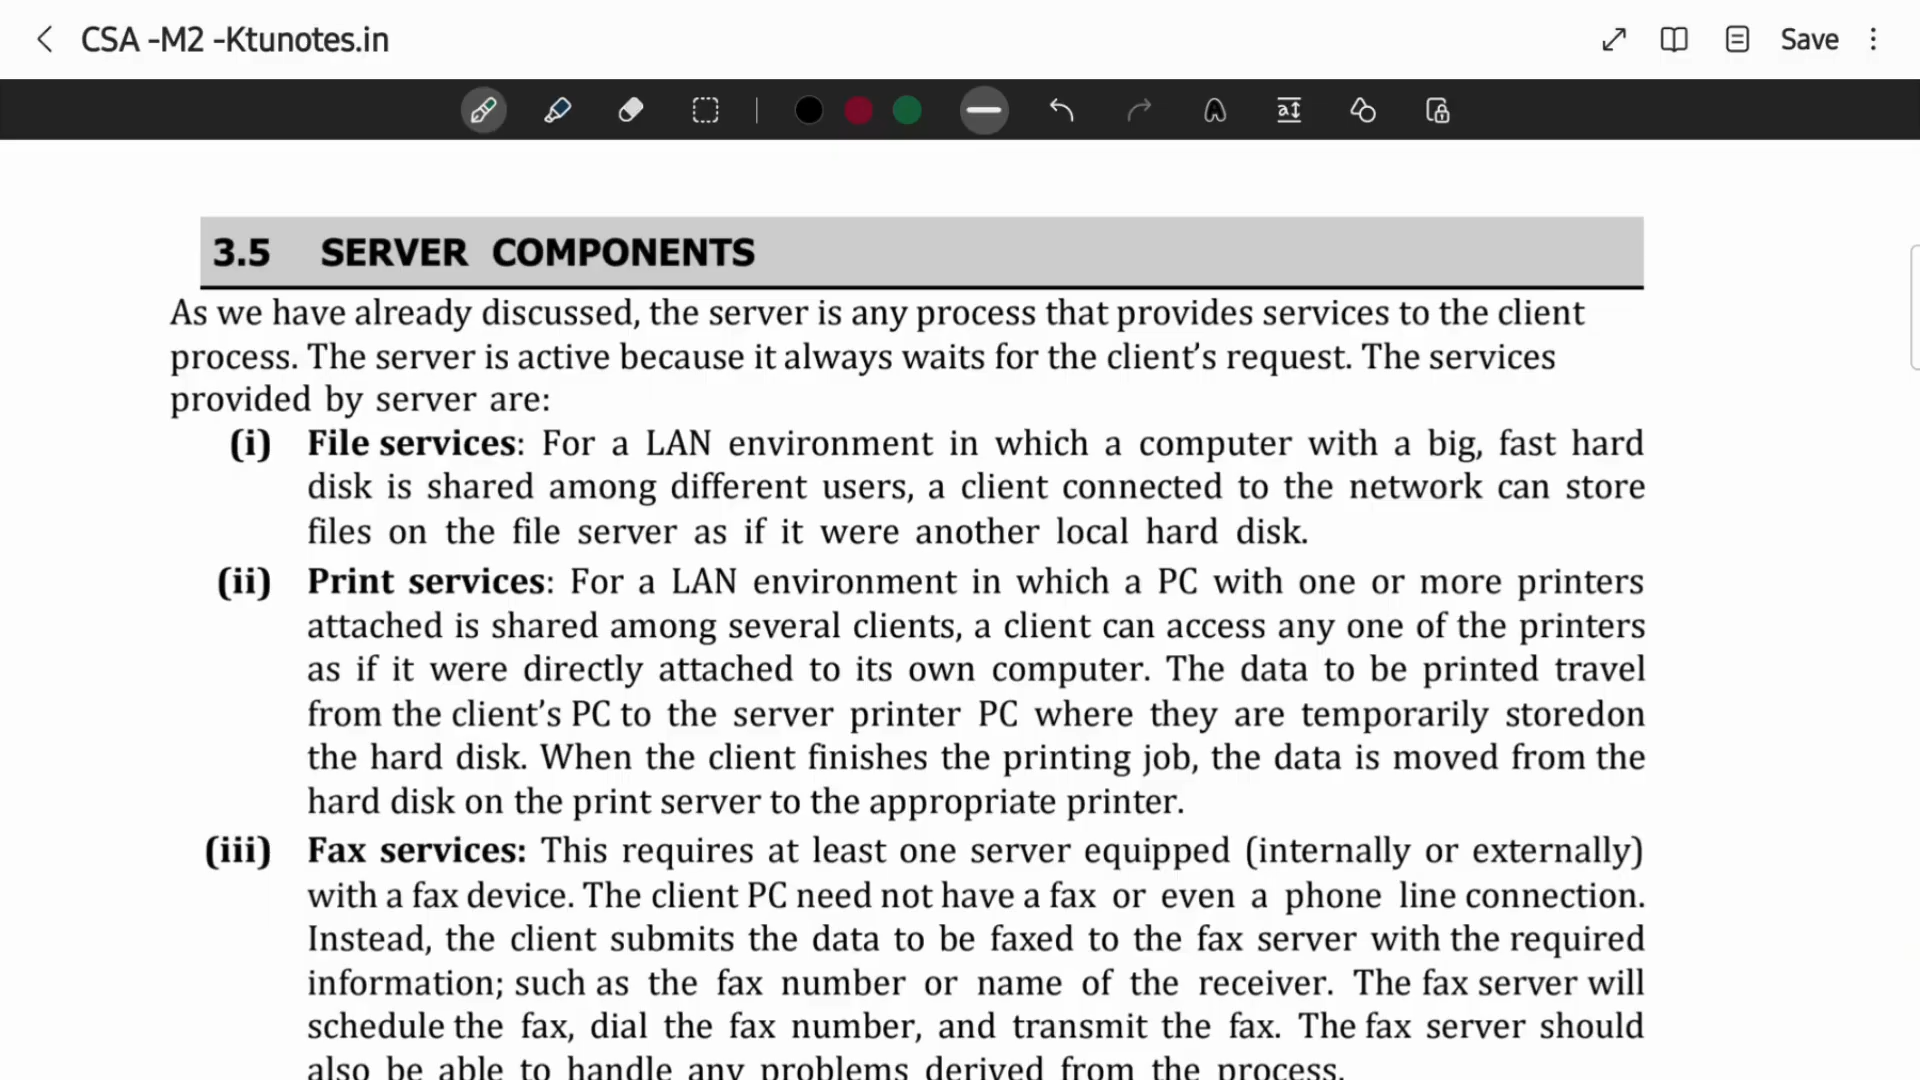 CSA -M2 -Ktunotes.in
Save
3.5 SERVER COMPONENTS
As we have already discussed, the server is any process that provides services to the client
process. The server is active because it always waits for the client's request. The services
provided by server are:
(i) File services: For a LAN environment in which a computer with a big, fast hard
disk is shared among different users, a client connected to the network can store
files on the file server as if it were another local hard disk.
(ii) Print services: For a LAN environment in which a PC with one or more printers
attached is shared among several clients, a client can access any one of the printers
as if it were directly attached to its own computer. The data to be printed travel
from the client's PC to the server printer PC where they are temporarily storedon
the hard disk. When the client finishes the printing job, the data is moved from the
hard disk on the print server to the appropriate printer.
(iii) Fax services: This requires at least one server equipped (internally or externally)
with a fax device. The client PC need not have a fax or even a phone line connection.
Instead, the client submits the data to be faxed to the fax server with the required
information; such as the fax number or name of the receiver. The fax server will
schedule the fax, dial the fax number, and transmit the fax. The fax server should
also be able to handle any problems derived from the process.